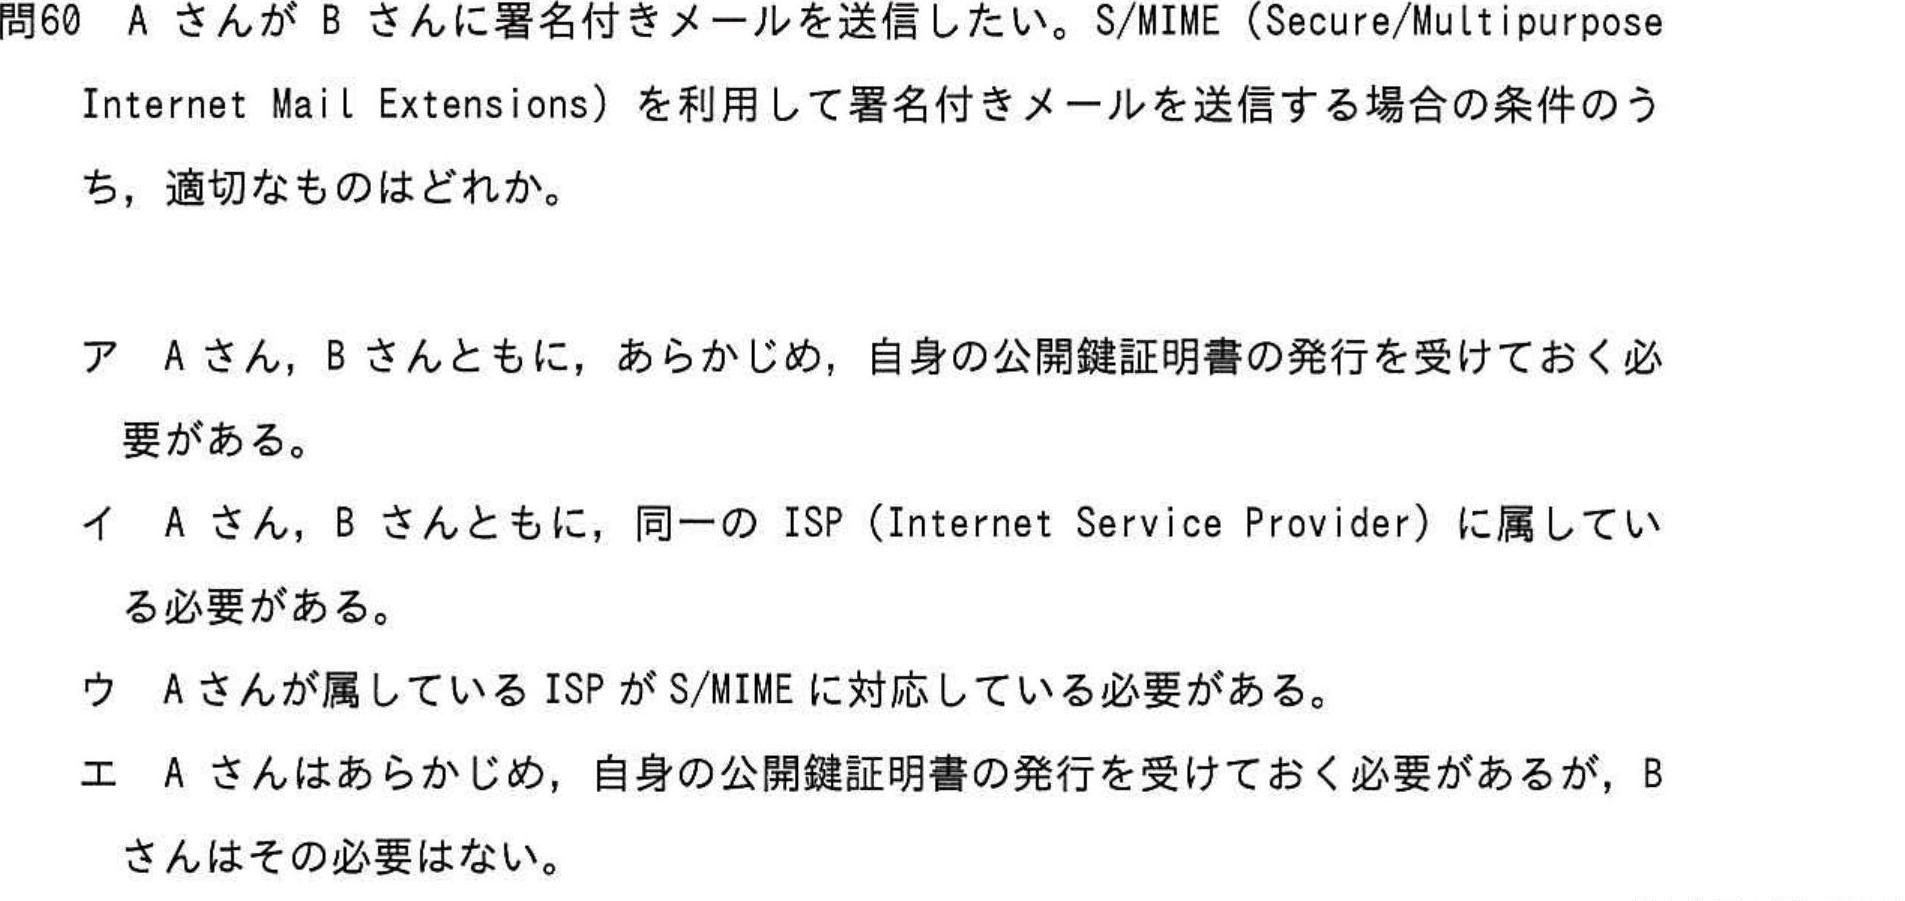 問60 A さんが B さんに署名付きメールを送信したい。S/MIME（Secure/Multipurpose
Internet Mail Extensions）を利用して署名付きメールを送信する場合の条件のう
ち，適切なものはどれか。
ア A さん，B さんともに，あらかじめ，自身の公開鍵証明書の発行を受けておく必
要がある。
イ A さん，B さんともに，同一の ISP（Internet Service Provider）に属してい
る必要がある。
ウ A さんが属している ISP が S/MIME に対応している必要がある。
エ A さんはあらかじめ，自身の公開鍵証明書の発行を受けておく必要があるが，B
さんはその必要はない。